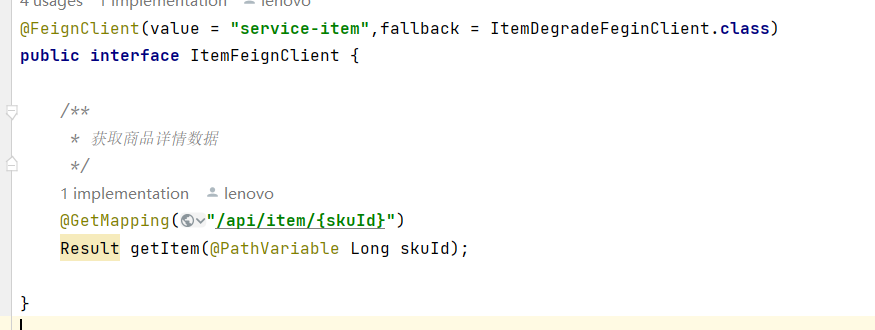 4 usages 1 implementation lenovo
@FeignClient(value = "service-item",fallback = ItemDegradeFeginClient.class)
public interface ItemFeignClient {
/**
* 获取商品详情数据
*/
1 implementation lenovo
@GetMapping("/api/item/{skuId}")
Result getItem(@PathVariable Long skuId);
}